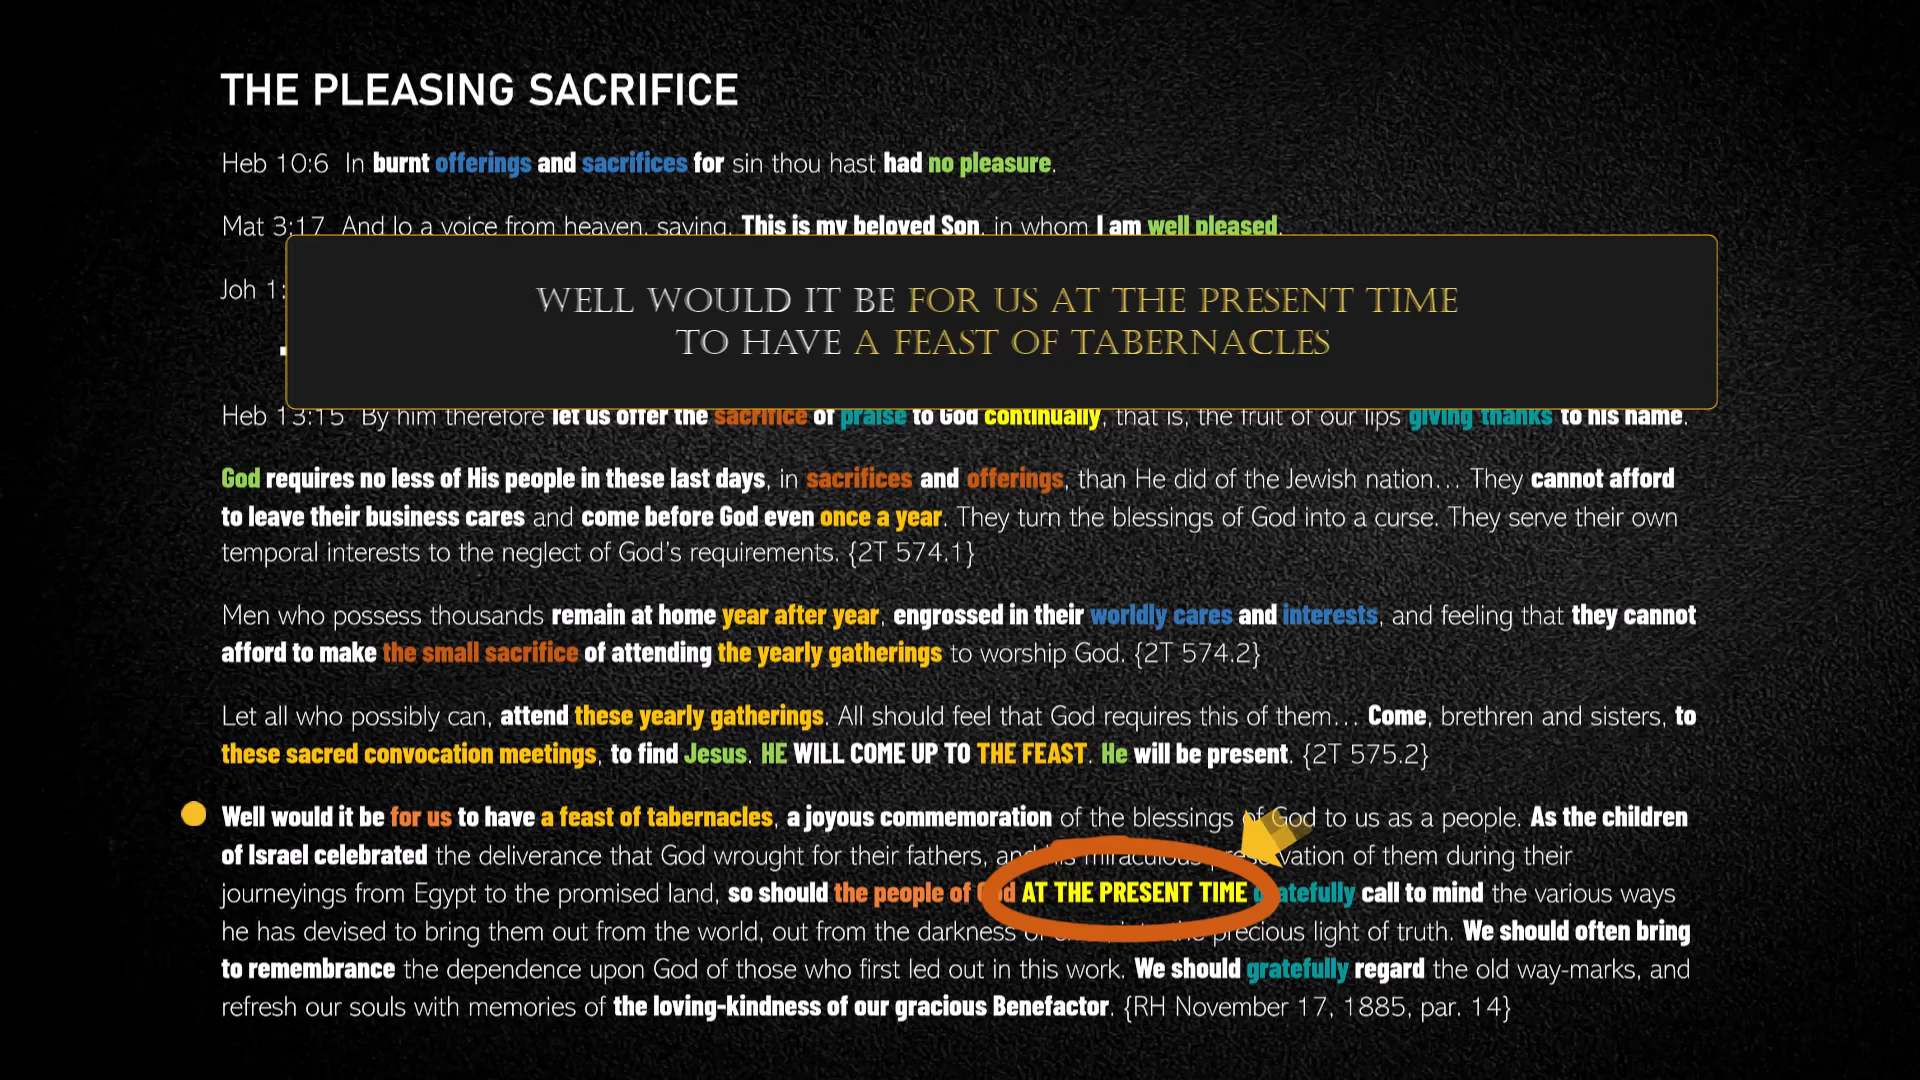 THE PLEASING SACRIFICE
Heb 10:6 In burnt offerings and sacrifices for sin thou hast had no pleasure.
Mat 3:17 And lo a voice from heaven, saying, This is my beloved Son, in whom I am well pleased.
Joh 1:
WELL WOULD IT BE FOR US AT THE PRESENT TIME
TO HAVE A FEAST OF TABERNACLES
Heb 13:15 By him therefore let us offer the sacrifice of praise to God continually, that is, the fruit of our lips giving thanks to his name.
God requires no less of His people in these last days, in sacrifices and offerings, than He did of the Jewish nation… They cannot afford
to leave their business cares and come before God even once a year. They turn the blessings of God into a curse. They serve their own
temporal interests to the neglect of God's requirements. {2T 574.1}
Men who possess thousands remain at home year after year, engrossed in their worldly cares and interests, and feeling that they cannot
afford to make the small sacrifice of attending the yearly gatherings to worship God. {2T 574.2}
Let all who possibly can, attend these yearly gatherings. All should feel that God requires this of them… Come, brethren and sisters, to
these sacred convocation meetings, to find Jesus. HE WILL COME UP TO THE FEAST. He will be present. {2T 575.2}
Well would it be for us to have a feast of tabernacles, a joyous commemoration of the blessings of God to us as a people. As the children
of Israel celebrated the deliverance that God wrought for their fathers, and his miraculous preservation of them during their
journeyings from Egypt to the promised land, so should the people of God AT THE PRESENT TIME gratefully call to mind the various ways
he has devised to bring them out from the world, out from the darkness of the precious light of truth. We should often bring
to remembrance the dependence upon God of those who first led out in this work. We should gratefully regard the old way-marks, and
refresh our souls with memories of the loving-kindness of our gracious Benefactor. {RH November 17, 1885, par. 14}